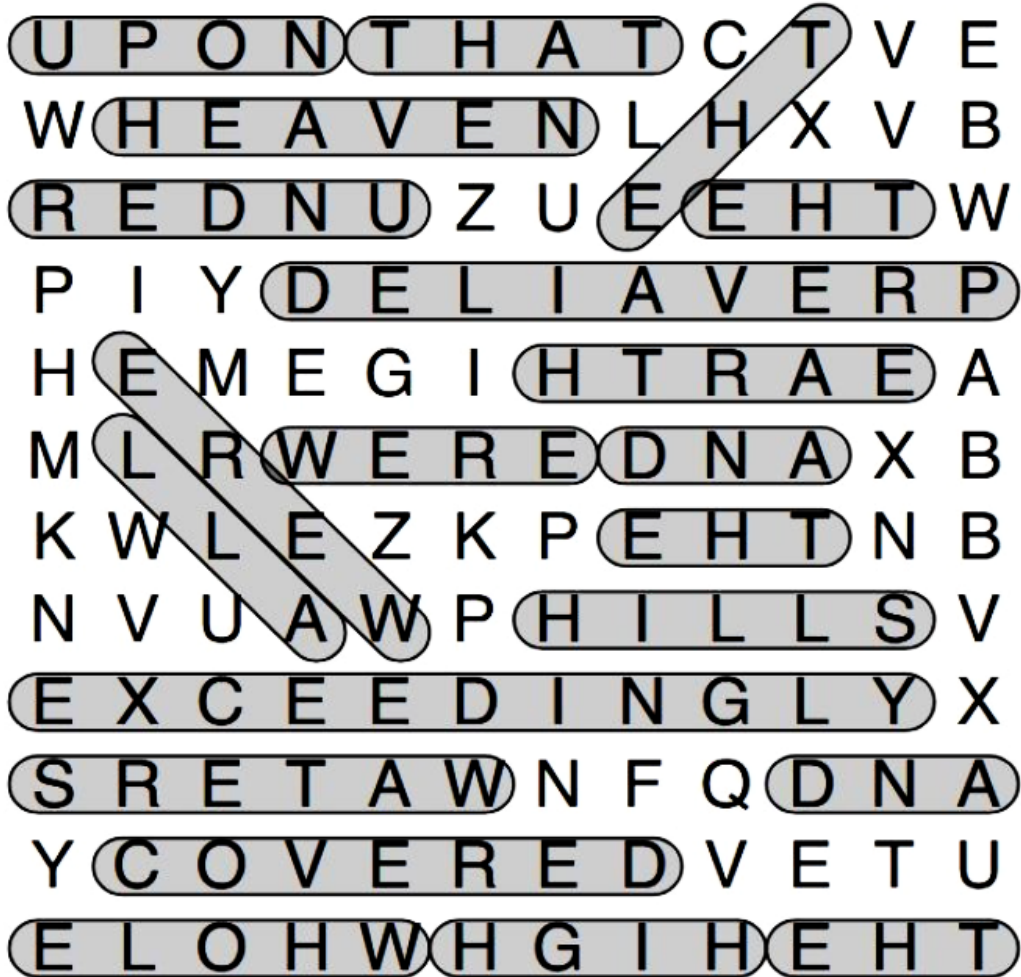 U P O N T H A T C T V E
W H E A V E N L H X V B
R E D N U Z U E E H T W
P I Y D E L I A V E R P
H E M E G I H T R A E A
M L R W E R E D N A X B
K W L E Z K P E H T N B
N V U A W P H I L L S V
E X C E E D I N G L Y X
S R E T A W N F Q D N A
Y C O V E R E D V E T U
E L O H W H G I H E H T